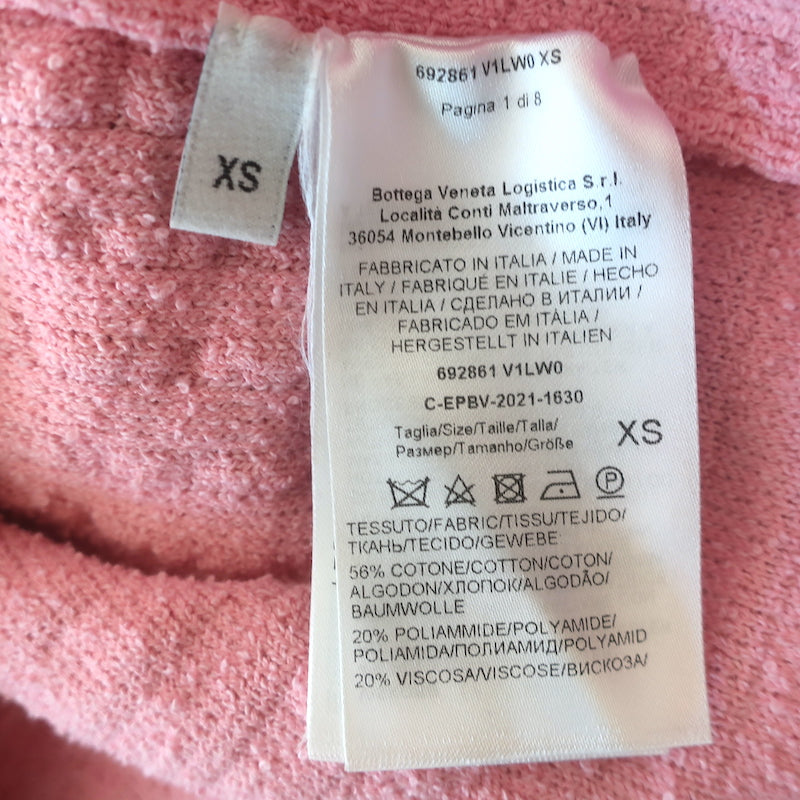 XS
692861 V1LW0 XS
Pagina 1 di 8
Bottega Veneta Logistica S.r.l.
Località Conti Maltraverso,1
36054 Montebello Vicentino (VI) Italy
FABBRICATO IN ITALIA / MADE IN
ITALY / FABRIQUÉ EN ITALIE / HECHO
EN ITALIA / СДЕЛАНО В ИТАЛИИ /
FABRICADO EM ITÀLIA /
HERGESTELLT IN ITALIEN
692861 V1LW0
C-EPBV-2021-1630
Taglia/Size/Taille/Talla/
Размер/Tamanho/Größe
XS
P
TESSUTO/FABRIC/TISSU/TEJIDO/
ТКАНЬ/TECIDO/GEWEBE
56% COTONE/COTTON/COTON/
ALGODON/ХЛОПОК/ALGODÃO/
BAUMWOLLE
20% POLIAMMIDE/POLYAMIDE/
POLIAMIDA/ПОЛИАМИД/POLYAMID
20% VISCOSA/VISCOSE/ВИСКОЗА/